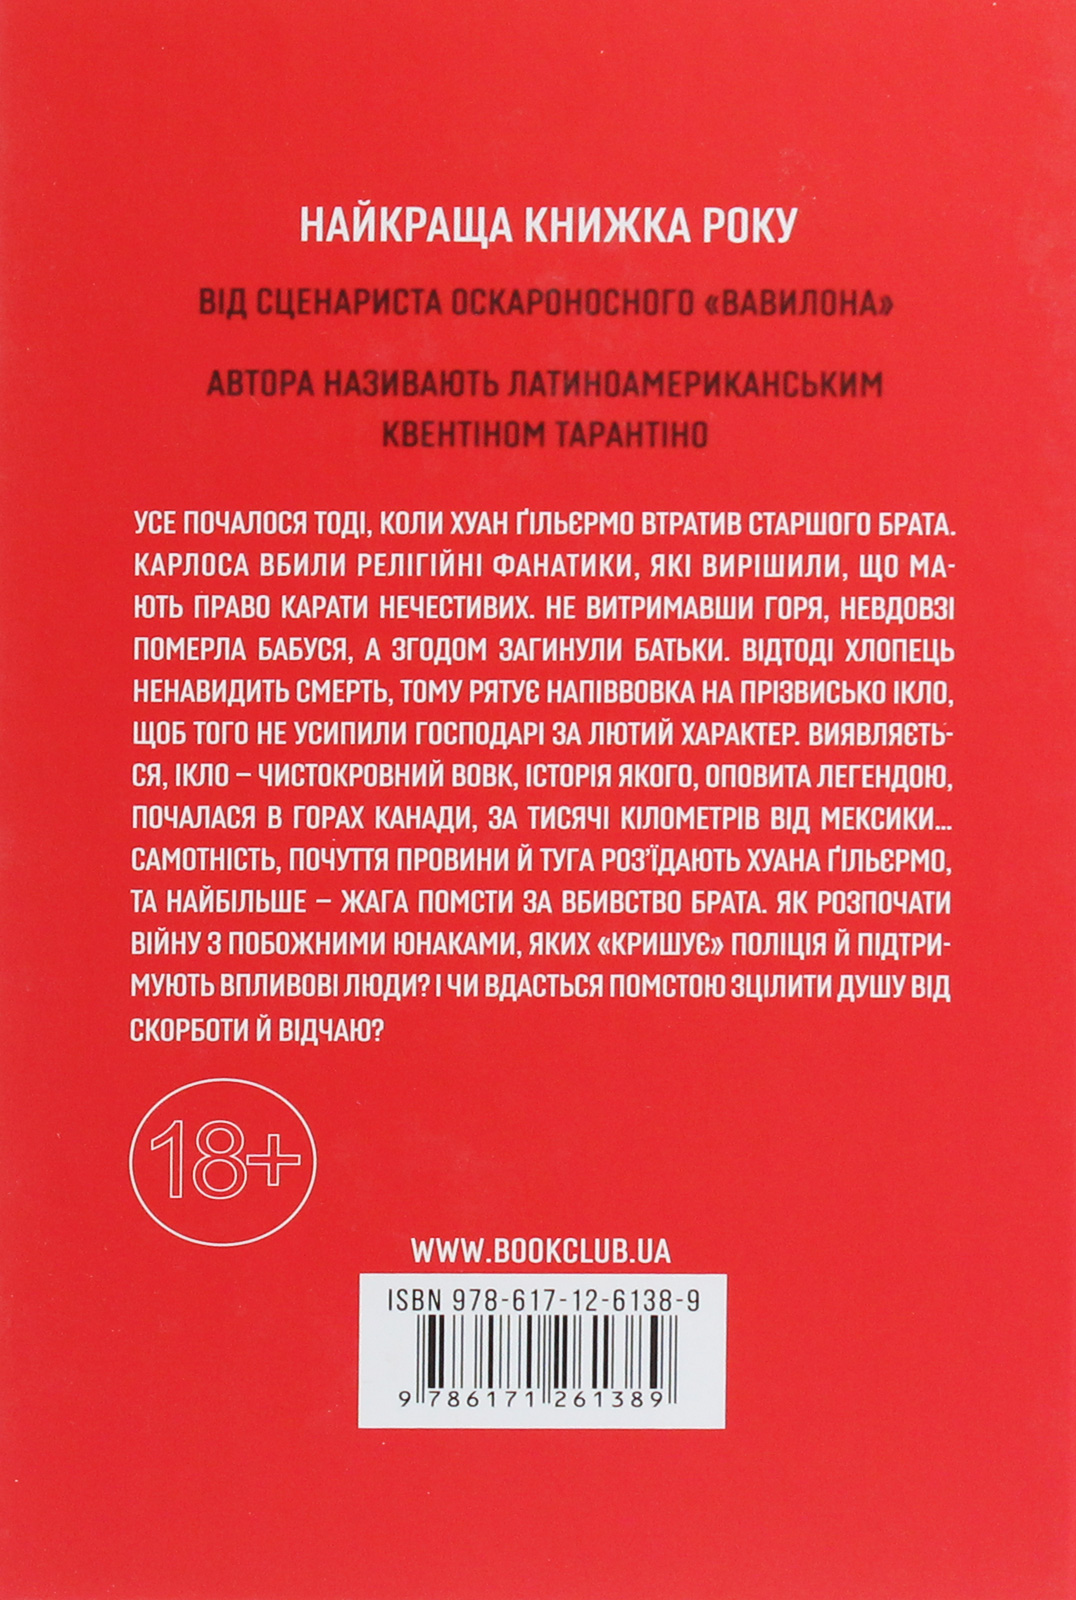 НАЙКРАЩА КНИЖКА РОКУ
ВІД СЦЕНАРИСТА ОСКАРОНОСНОГО «ВАВИЛОНА»
АВТОРА НАЗИВАЮТЬ ЛАТИНОАМЕРИКАНСЬКИМ
КВЕНТІНОМ ТАРАНТІНО
УСЕ ПОЧАЛОСЯ ТОДІ, КОЛИ ХУАН ҐІЛЬЄРМО ВТРАТИВ СТАРШОГО БРАТА.
КАРЛОСА ВБИЛИ РЕЛІГІЙНІ ФАНАТИКИ, ЯКІ ВИРІШИЛИ, ЩО МА-
ЮТЬ ПРАВО КАРАТИ НЕЧЕСТИВИХ. НЕ ВИТРИМАВШИ ГОРЯ, НЕВДОВЗІ
ПОМЕРЛА БАБУСЯ, А ЗГОДОМ ЗАГИНУЛИ БАТЬКИ. ВІДТОДІ ХЛОПЕЦЬ
НЕНАВИДИТЬ СМЕРТЬ, ТОМУ РЯТУЄ НАПІВВОВКА НА ПРІЗВИСЬКО ІКЛО,
ЩОБ ТОГО НЕ УСИПИЛИ ГОСПОДАРІ ЗА ЛЮТИЙ ХАРАКТЕР. ВИЯВЛЯЄТЬ-
СЯ, ІКЛО – ЧИСТОКРОВНИЙ ВОВК, ІСТОРІЯ ЯКОГО, ОПОВИТА ЛЕГЕНДОЮ,
ПОЧАЛАСЯ В ГОРАХ КАНАДИ, ЗА ТИСЯЧІ КІЛОМЕТРІВ ВІД МЕКСИКИ...
САМОТНІСТЬ, ПОЧУТТЯ ПРОВИНИ Й ТУГА РОЗ'ЇДАЮТЬ ХУАНА ҐІЛЬЄРМО,
ТА НАЙБІЛЬШЕ – ЖАГА ПОМСТИ ЗА ВБИВСТВО БРАТА. ЯК РОЗПОЧАТИ
ВІЙНУ З ПОБОЖНИМИ ЮНАКАМИ, ЯКИХ «КРИШУЄ» ПОЛІЦІЯ Й ПІДТРИ-
МУЮТЬ ВПЛИВОВІ ЛЮДИ? І ЧИ ВДАСТЬСЯ ПОМСТОЮ ЗЦІЛИТИ ДУШУ ВІД
СКОРБОТИ Й ВІДЧАЮ?
18+
WWW.BOOKCLUB.UA
ISBN 978-617-12-6138-9
9 786171 261389